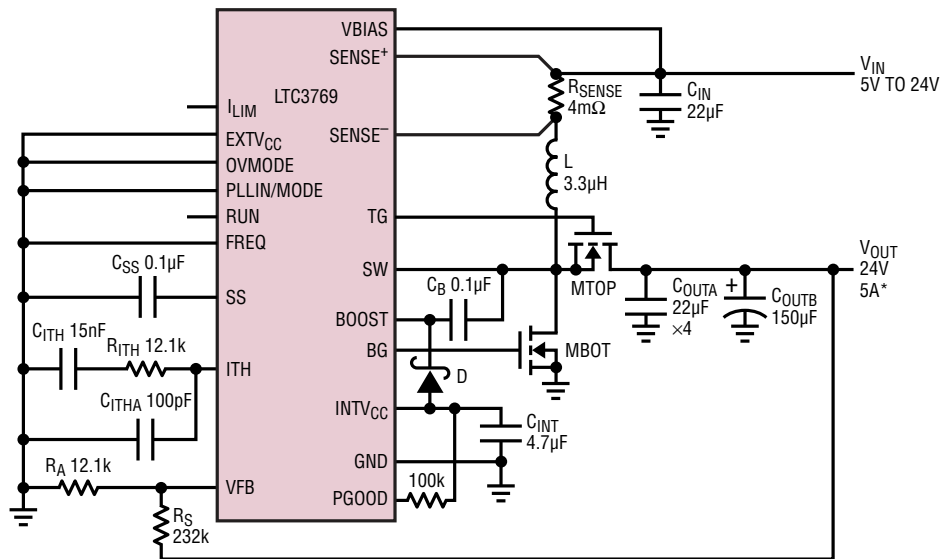 VBIAS
SENSE+
LTC3769
ILIM
EXTVCC
SENSE–
OVMODE
PLLIN/MODE
RUN
TG
FREQ
SW
SS
BOOST
BG
ITH
INTVCC
GND
VFB
PGOOD
RSENSE
4mΩ
CIN
22µF
VIN
5V TO 24V
L
3.3µH
MTOP
VOUT
24V
5A*
COUTA
22µF
×4
+
COUTB
150µF
CSS 0.1µF
CB 0.1µF
MBOT
D
CITH 15nF
RITH 12.1k
CITHA 100pF
CINT
4.7µF
RA 12.1k
100k
RS
232k